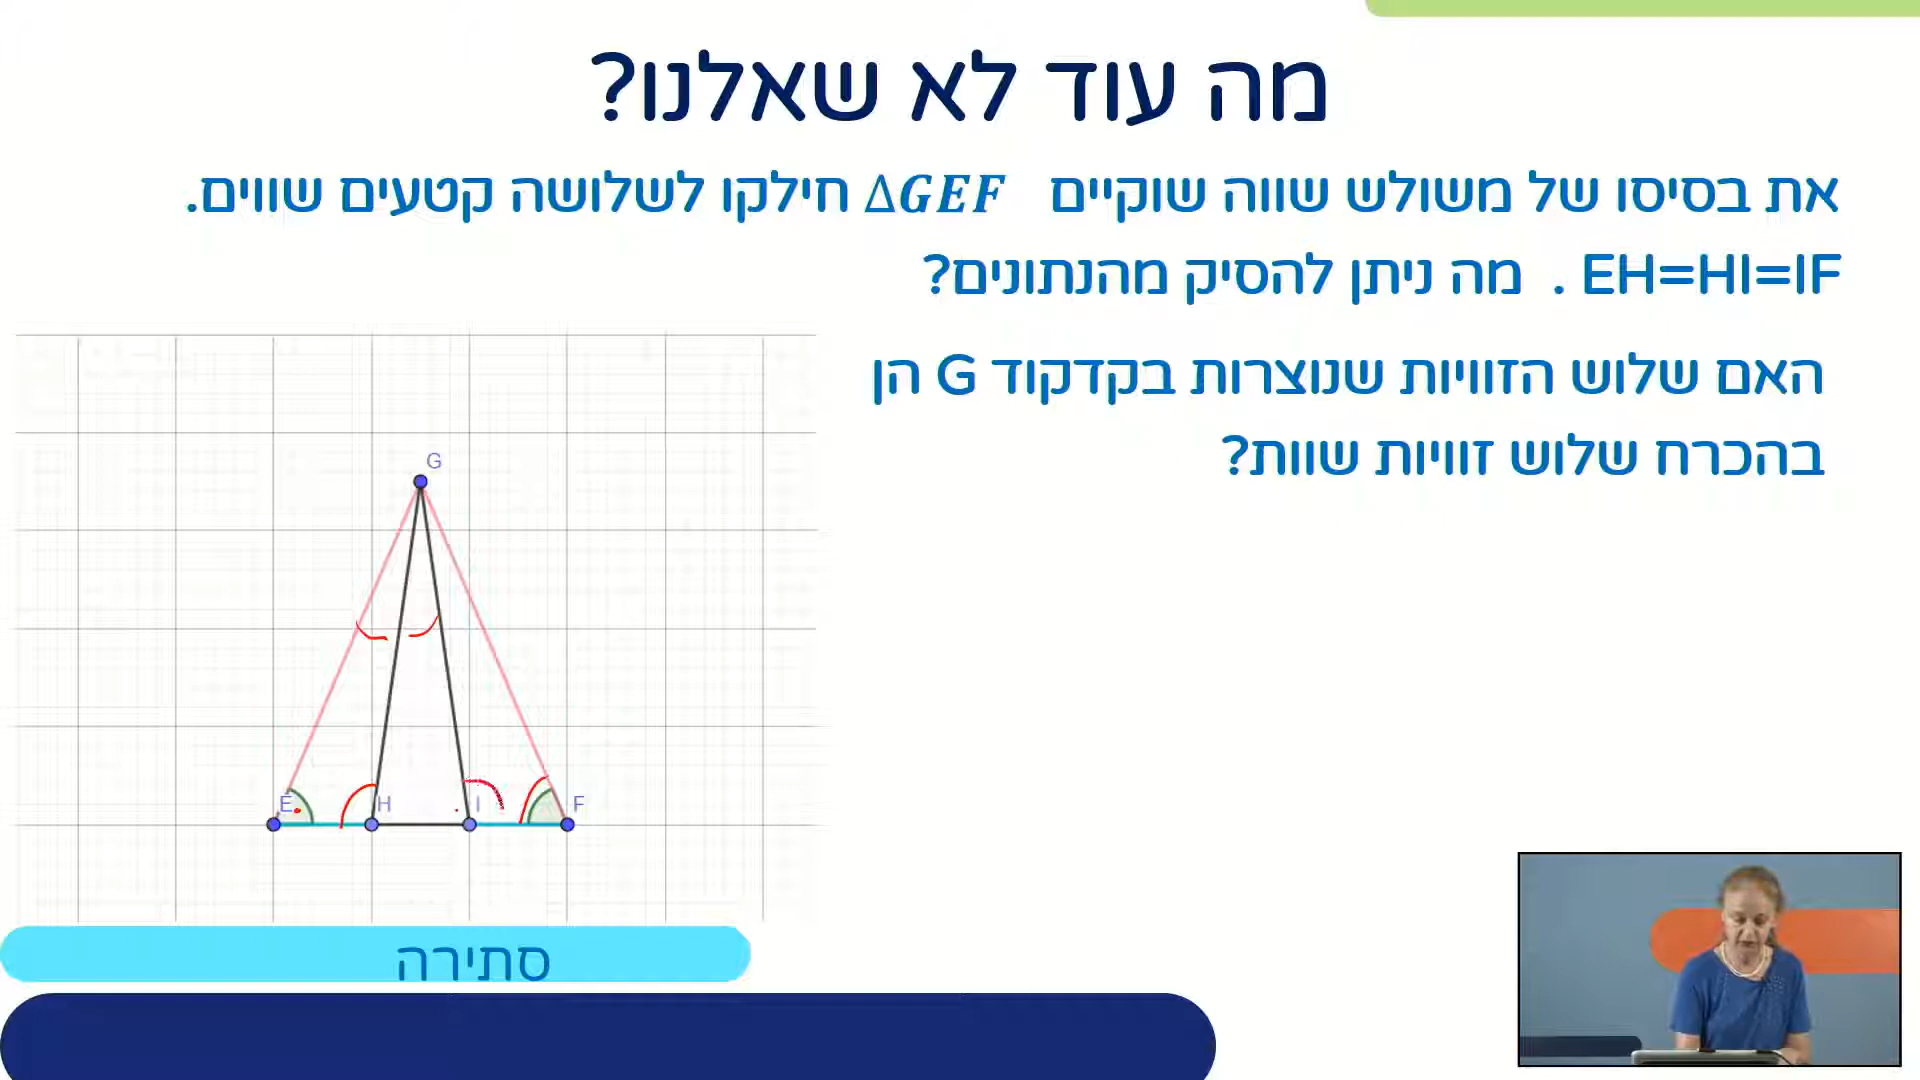 מה עוד לא שאלנו?
את בסיסו של משולש שווה שוקיים ΔGEF חילקו לשלושה קטעים שווים.
EH=HI=IF . מה ניתן להסיק מהנתונים?
האם שלוש הזוויות שנוצרות בקדקוד G הן
בהכרח שלוש זוויות שוות?
G
E H I F
סתירה